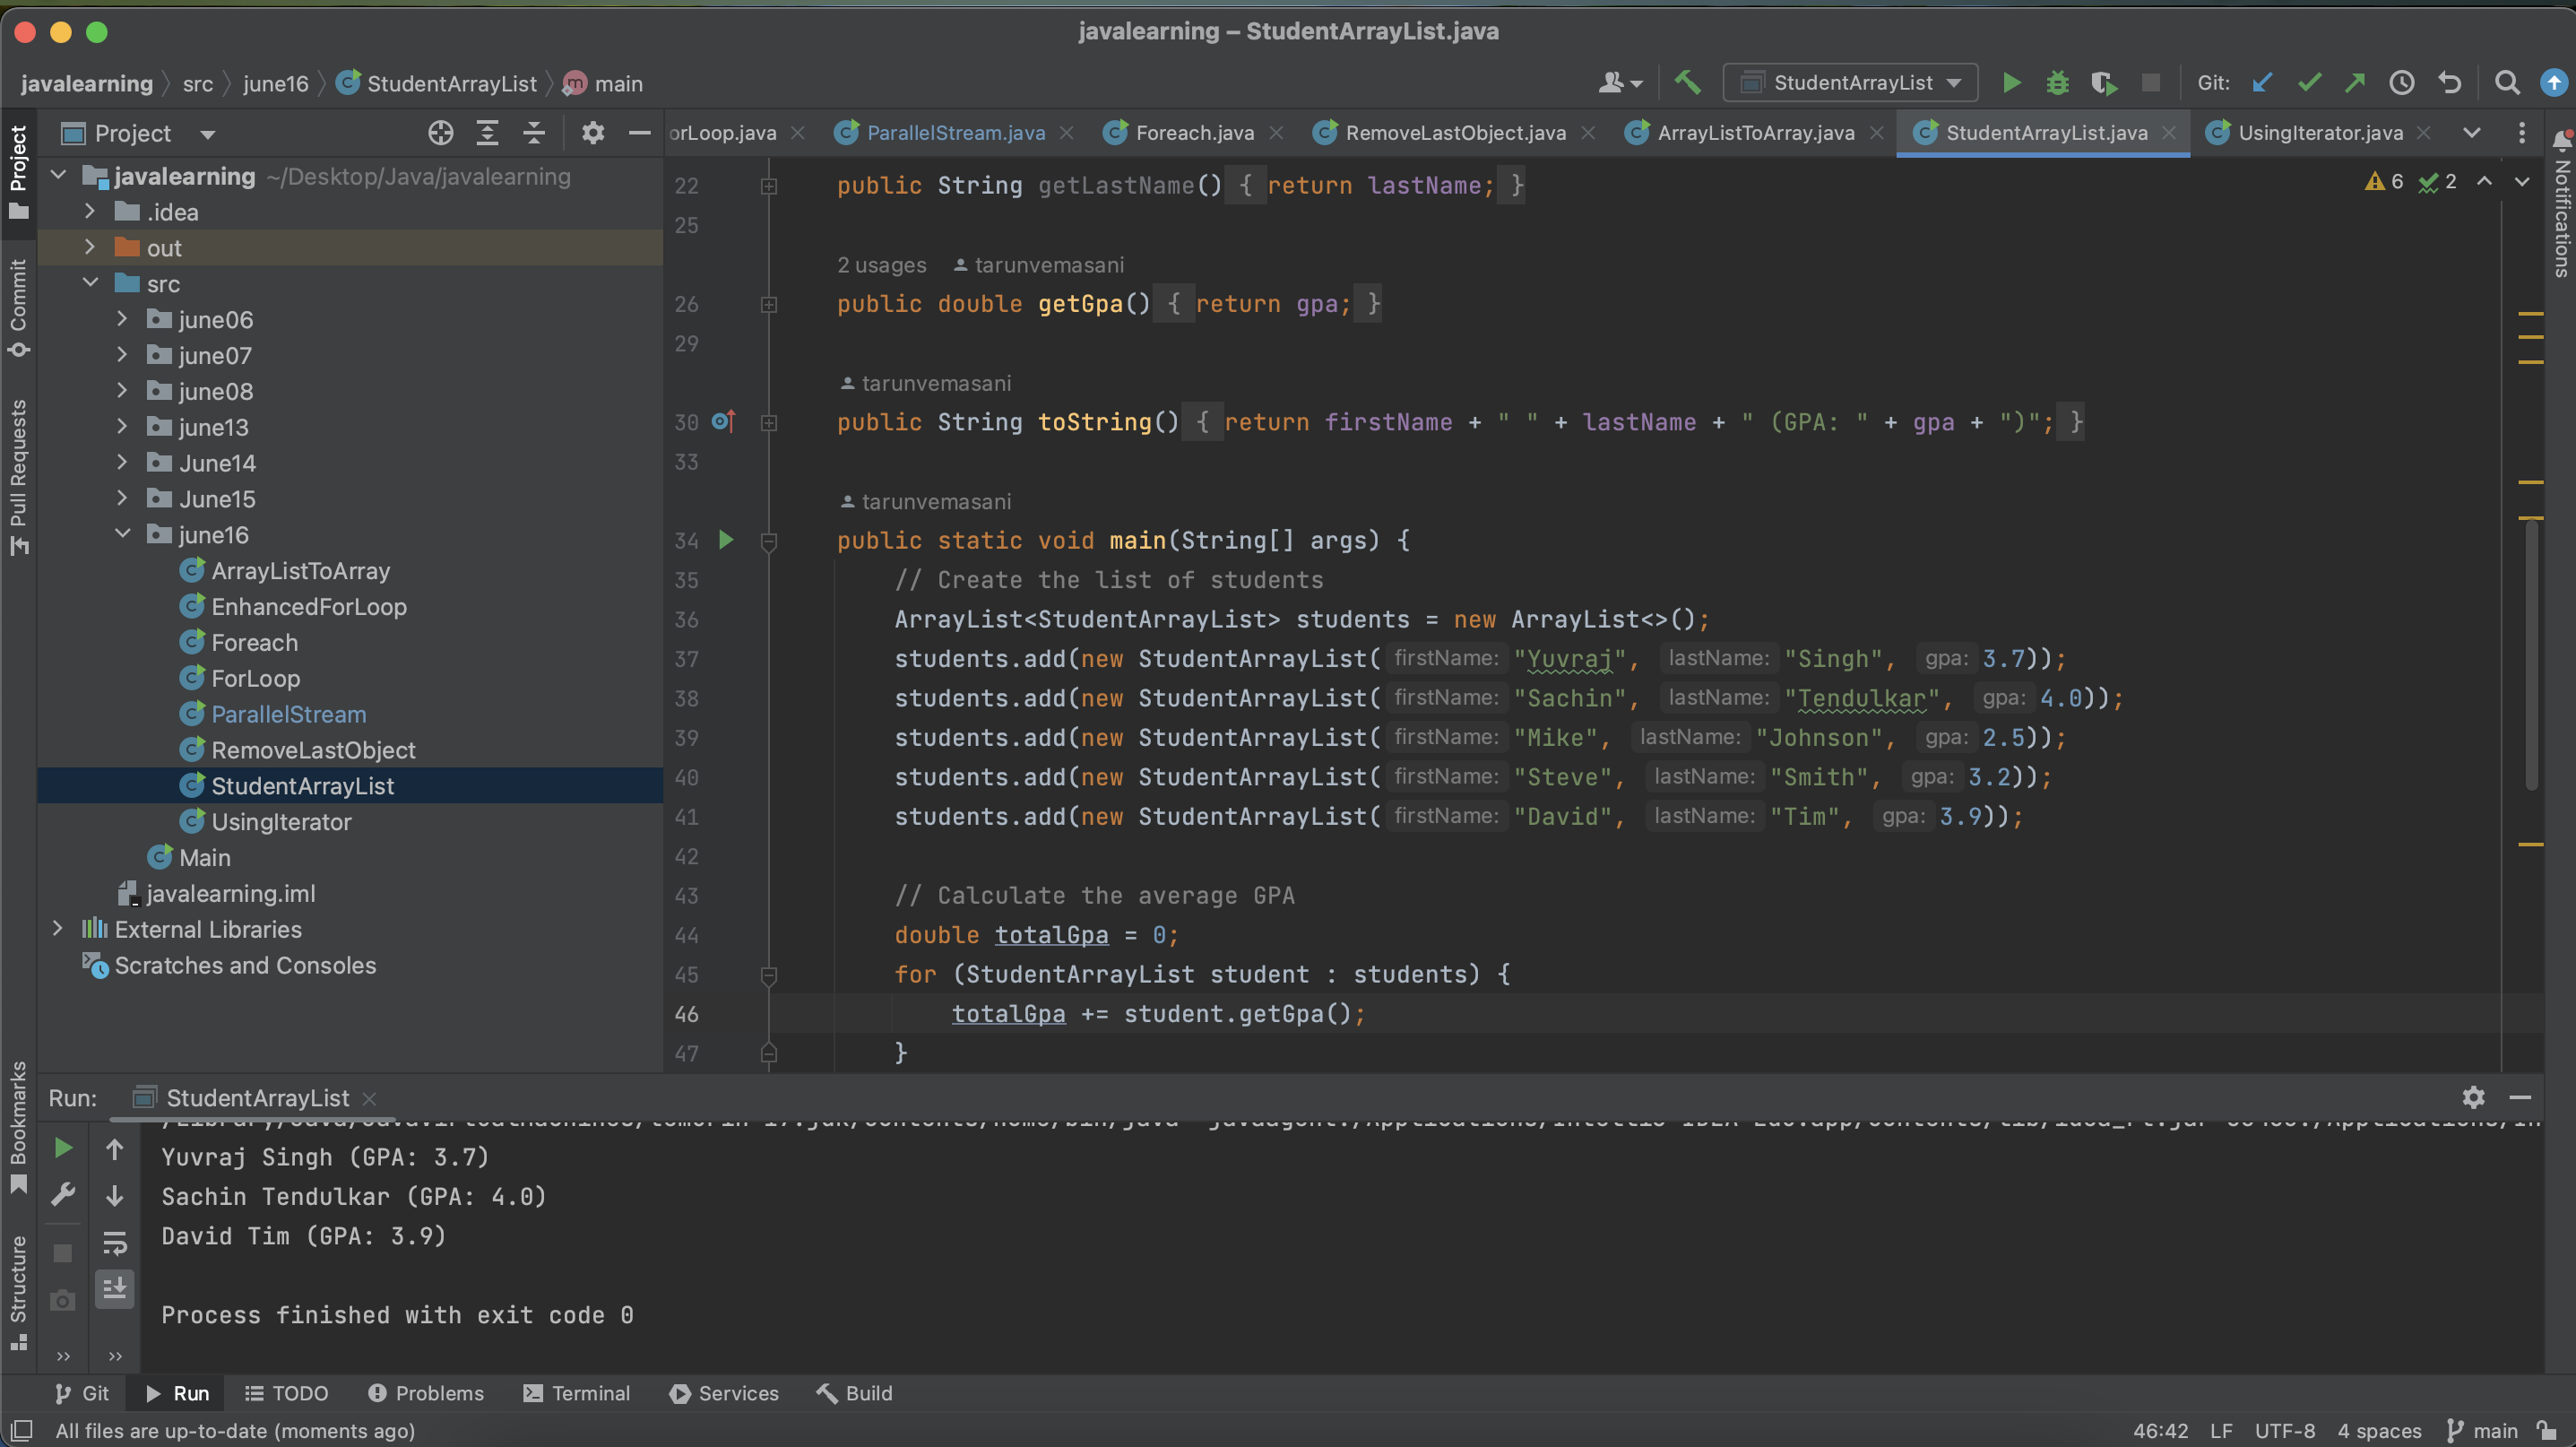 javalearning – StudentArrayList.java
javalearning src june16 StudentArrayList main
StudentArrayList Git:
Project
orLoop.java ParallelStream.java Foreach.java RemoveLastObject.java ArrayListToArray.java StudentArrayList.java UsingIterator.java
Project
Commit
Pull Requests
Bookmarks
Structure
Notifications
javalearning ~/Desktop/Java/javalearning
.idea
out
src
june06
june07
june08
june13
June14
June15
june16
ArrayListToArray
EnhancedForLoop
Foreach
ForLoop
ParallelStream
RemoveLastObject
StudentArrayList
UsingIterator
Main
javalearning.iml
External Libraries
Scratches and Consoles
6 2
22 public String getLastName() { return lastName; }
25
2 usages tarunvemasani
26 public double getGpa() { return gpa; }
29
tarunvemasani
30 public String toString() { return firstName + " " + lastName + " (GPA: " + gpa + ")"; }
33
tarunvemasani
34 public static void main(String[] args) {
35 // Create the list of students
36 ArrayList<StudentArrayList> students = new ArrayList<>();
37 students.add(new StudentArrayList( firstName: "Yuvraj", lastName: "Singh", gpa: 3.7));
38 students.add(new StudentArrayList( firstName: "Sachin", lastName: "Tendulkar", gpa: 4.0));
39 students.add(new StudentArrayList( firstName: "Mike", lastName: "Johnson", gpa: 2.5));
40 students.add(new StudentArrayList( firstName: "Steve", lastName: "Smith", gpa: 3.2));
41 students.add(new StudentArrayList( firstName: "David", lastName: "Tim", gpa: 3.9));
42
43 // Calculate the average GPA
44 double totalGpa = 0;
45 for (StudentArrayList student : students) {
46 totalGpa += student.getGpa();
47 }
Run: StudentArrayList
Yuvraj Singh (GPA: 3.7)
Sachin Tendulkar (GPA: 4.0)
David Tim (GPA: 3.9)
Process finished with exit code 0
Git Run TODO Problems Terminal Services Build
All files are up-to-date (moments ago) 46:42 LF UTF-8 4 spaces main